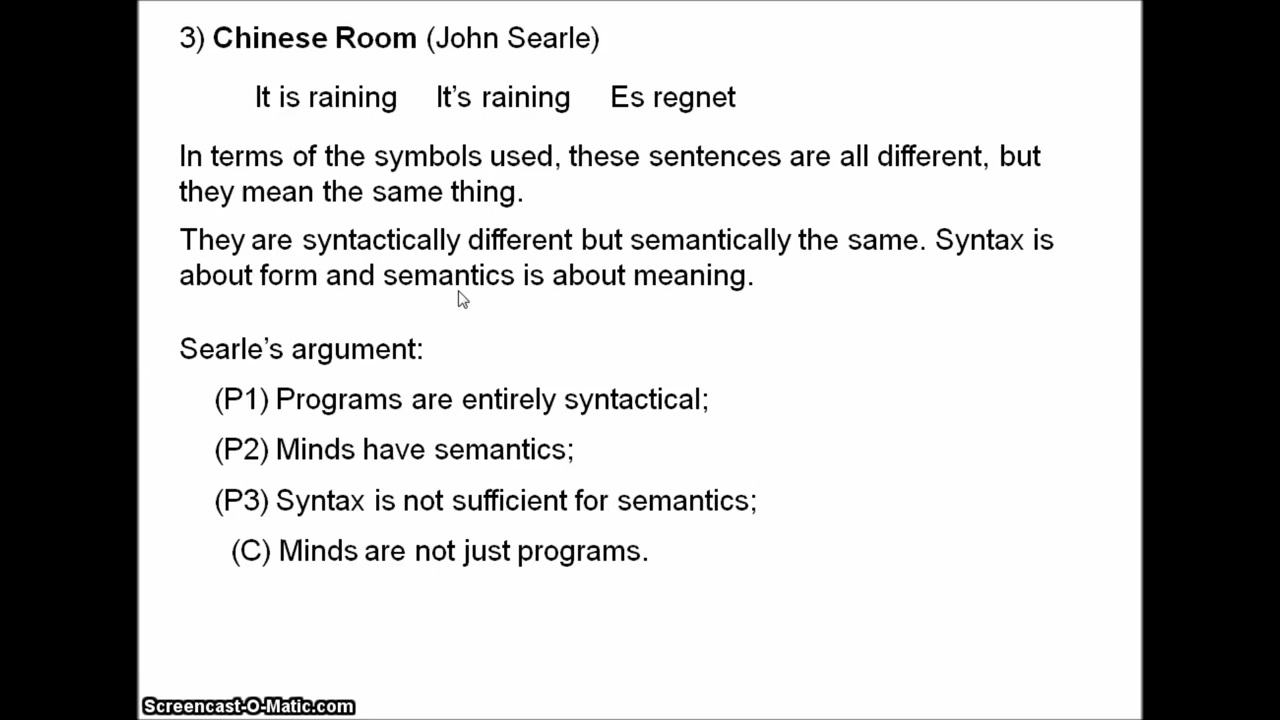 3) Chinese Room (John Searle)
It is raining It’s raining Es regnet
In terms of the symbols used, these sentences are all different, but
they mean the same thing.
They are syntactically different but semantically the same. Syntax is
about form and semantics is about meaning.
Searle’s argument:
(P1) Programs are entirely syntactical;
(P2) Minds have semantics;
(P3) Syntax is not sufficient for semantics;
(C) Minds are not just programs.
Screencast-O-Matic.com